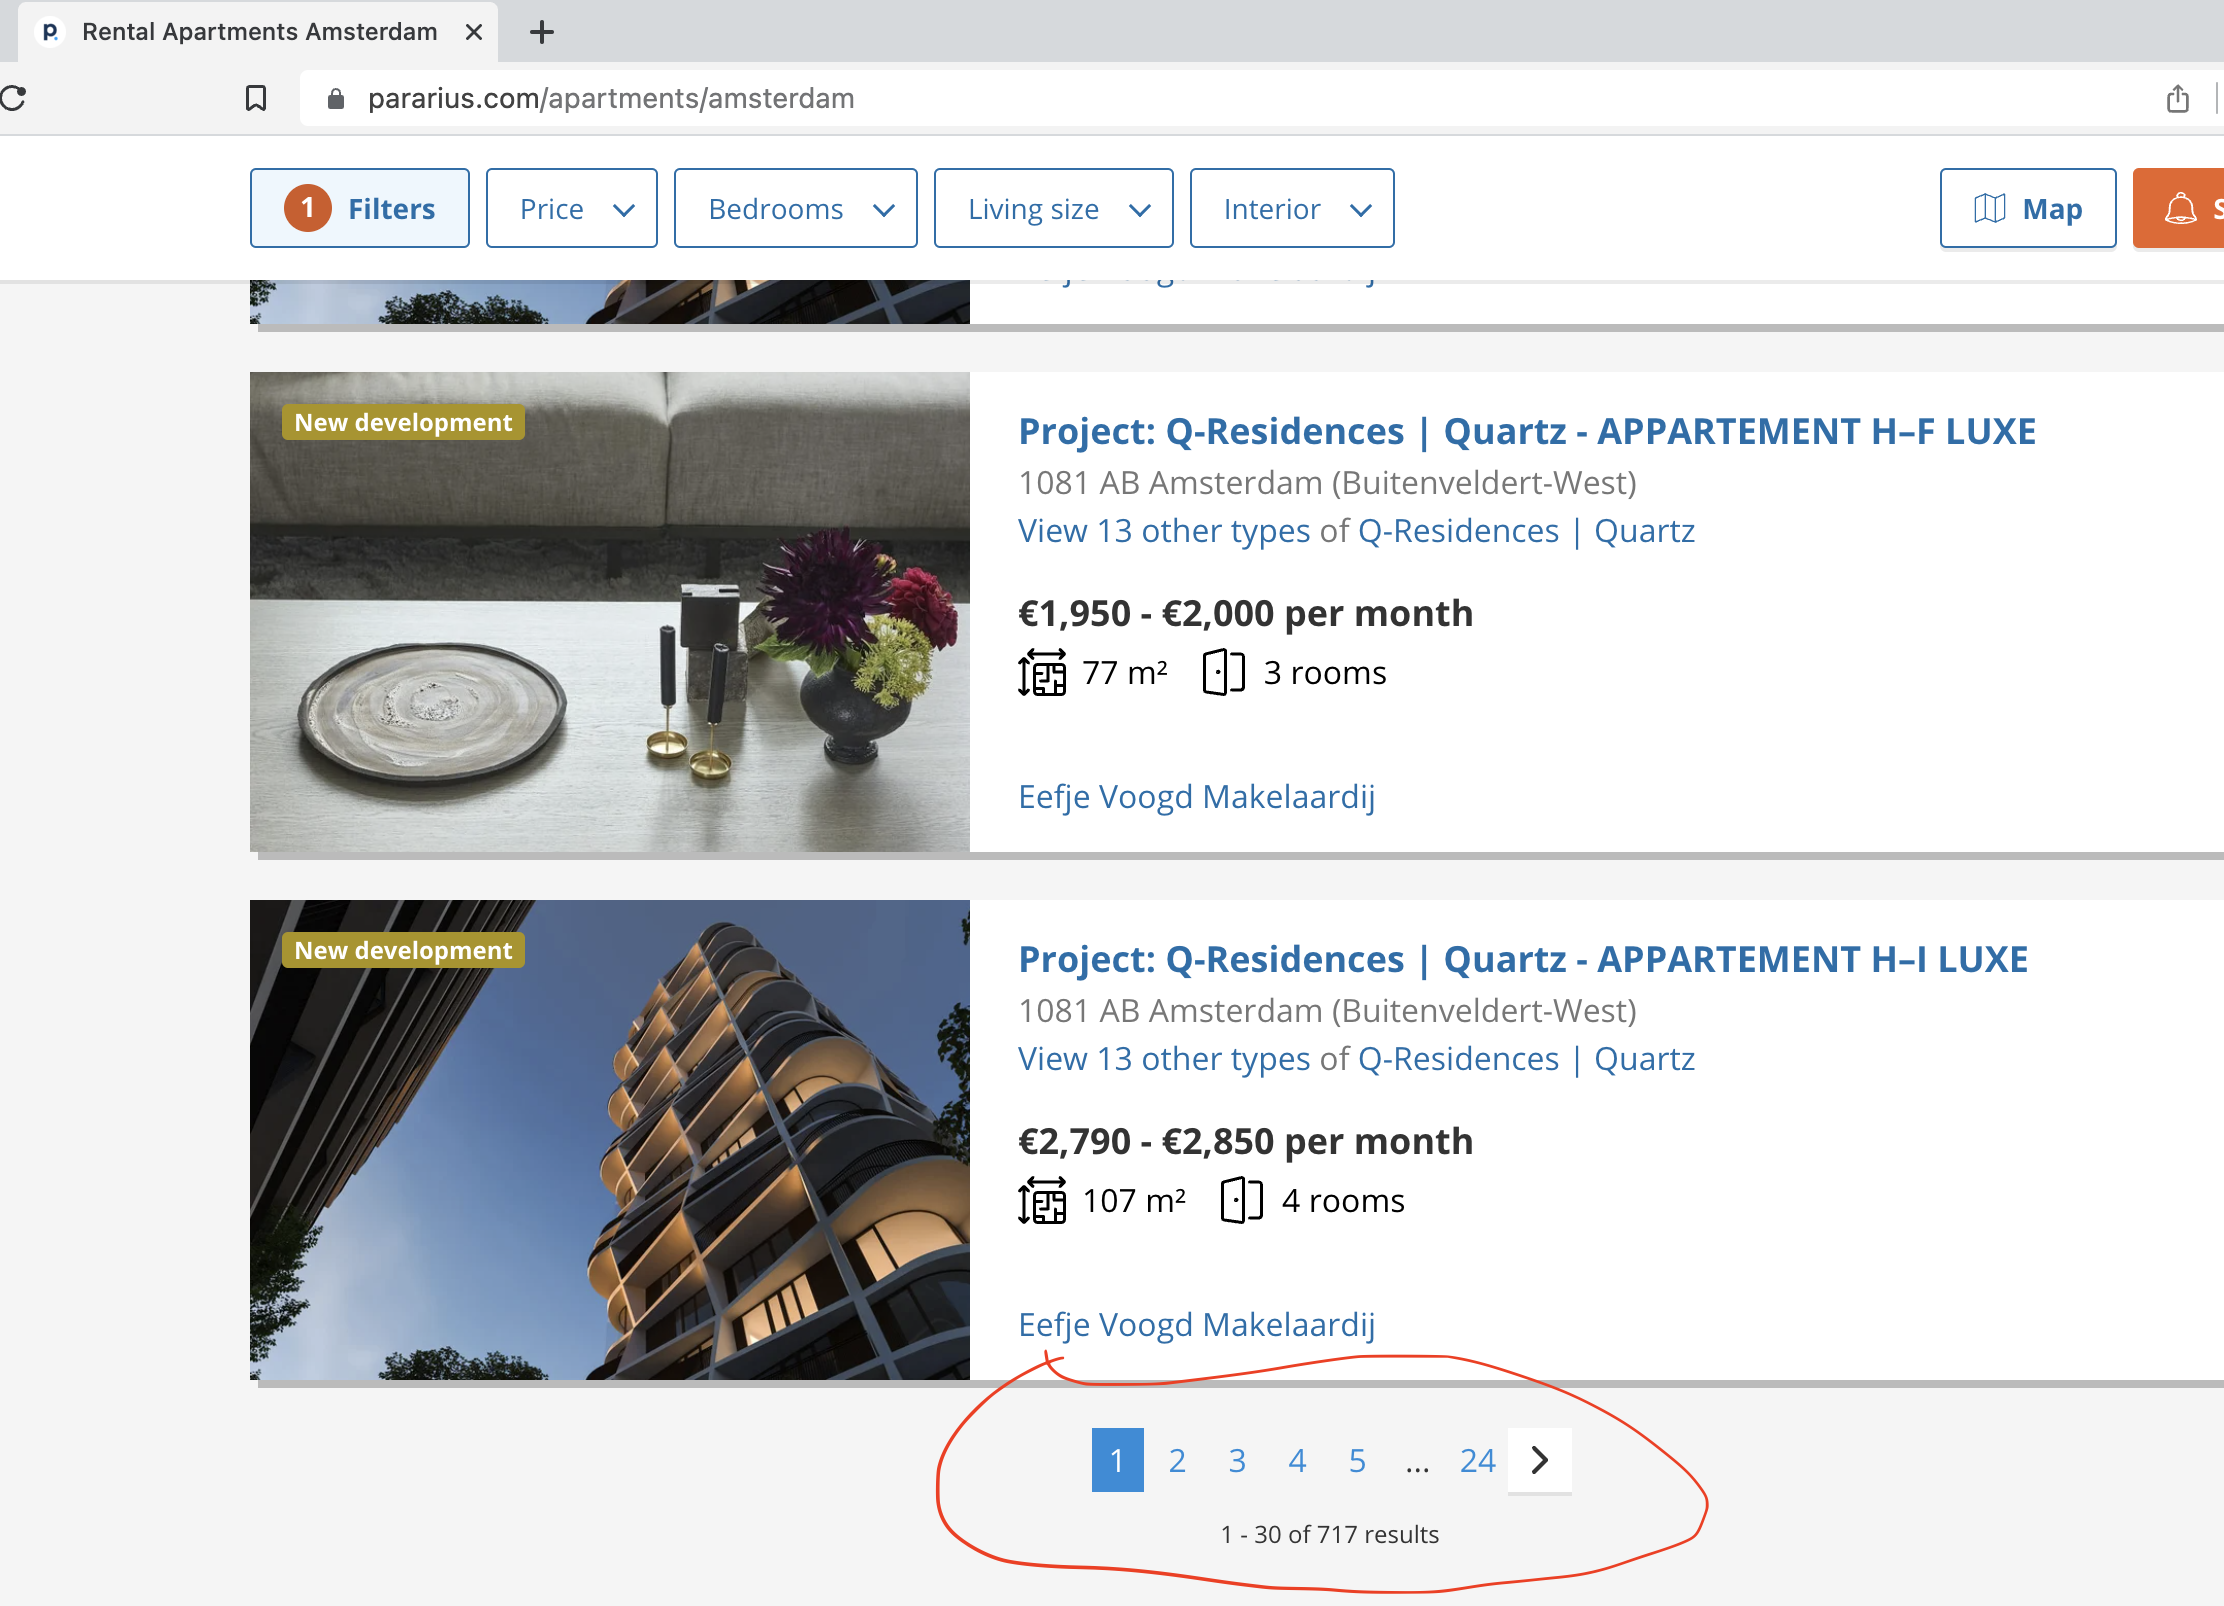 p.
Rental Apartments Amsterdam
pararius.com/apartments/amsterdam
1 Filters
Price
Bedrooms
Living size
Interior
Map
New development
Project: Q-Residences | Quartz - APPARTEMENT H–F LUXE
1081 AB Amsterdam (Buitenveldert-West)
View 13 other types of Q-Residences | Quartz
€1,950 - €2,000 per month
77 m² 3 rooms
Eefje Voogd Makelaardij
New development
Project: Q-Residences | Quartz - APPARTEMENT H–I LUXE
1081 AB Amsterdam (Buitenveldert-West)
View 13 other types of Q-Residences | Quartz
€2,790 - €2,850 per month
107 m² 4 rooms
Eefje Voogd Makelaardij
1 2 3 4 5 ... 24
1 - 30 of 717 results